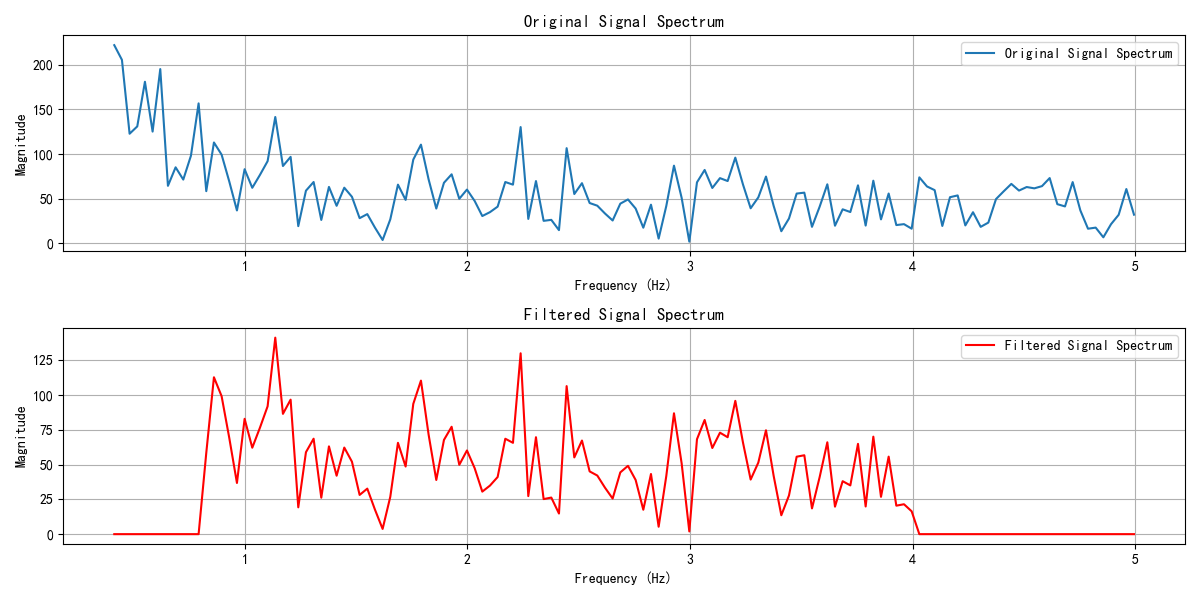 Original Signal Spectrum
Original Signal Spectrum
200
150
100
50
0
Magnitude
1 2 3 4 5
Frequency (Hz)
Filtered Signal Spectrum
Filtered Signal Spectrum
125
100
75
50
25
0
Magnitude
1 2 3 4 5
Frequency (Hz)